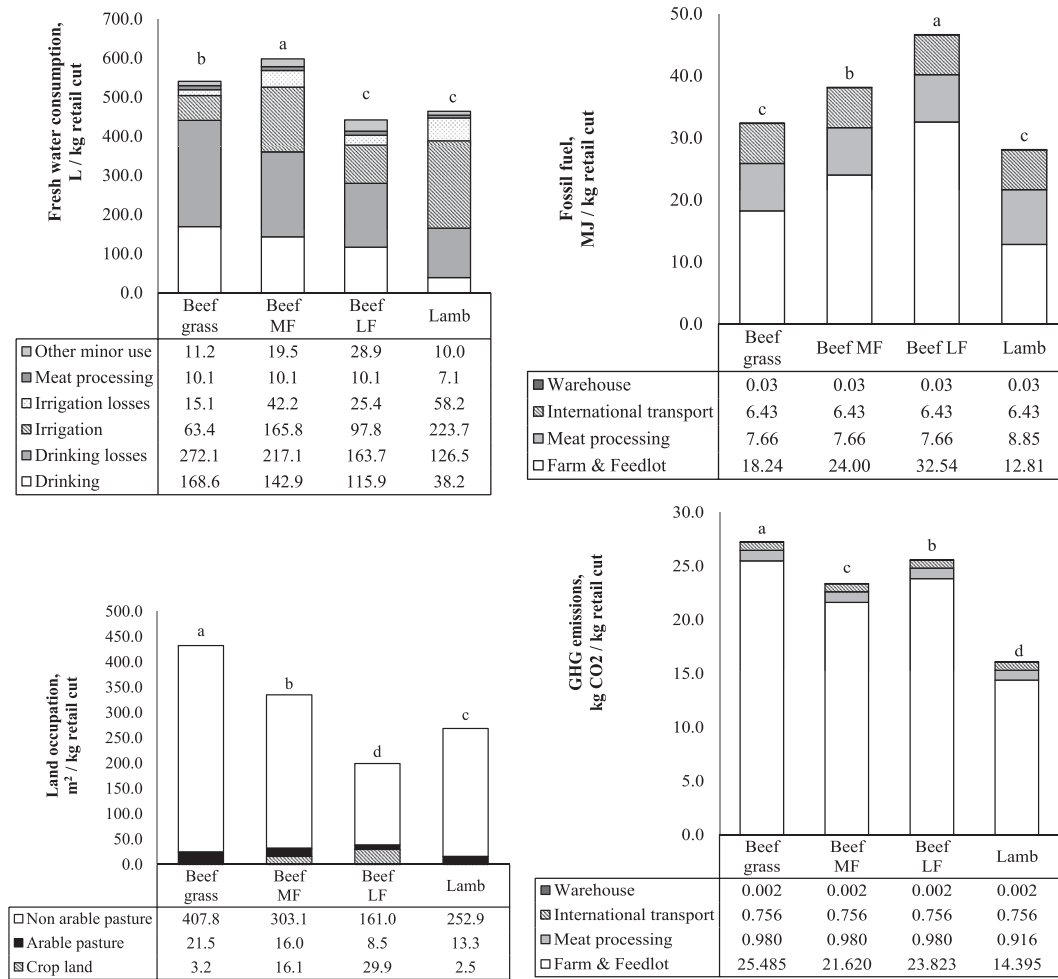 Fresh water consumption,
L / kg retail cut
700.0
600.0
500.0
400.0
300.0
200.0
100.0
0.0
b
a
c
c
Beef grass Beef MF Beef LF Lamb
Other minor use 11.2 19.5 28.9 10.0
Meat processing 10.1 10.1 10.1 7.1
Irrigation losses 15.1 42.2 25.4 58.2
Irrigation 63.4 165.8 97.8 223.7
Drinking losses 272.1 217.1 163.7 126.5
Drinking 168.6 142.9 115.9 38.2
Fossil fuel,
MJ / kg retail cut
50.0
40.0
30.0
20.0
10.0
0.0
c
b
a
c
Beef grass Beef MF Beef LF Lamb
Warehouse 0.03 0.03 0.03 0.03
International transport 6.43 6.43 6.43 6.43
Meat processing 7.66 7.66 7.66 8.85
Farm & Feedlot 18.24 24.00 32.54 12.81
Land occupation,
m² / kg retail cut
500.0
450.0
400.0
350.0
300.0
250.0
200.0
150.0
100.0
50.0
0.0
a
b
d
c
Beef grass Beef MF Beef LF Lamb
Non arable pasture 407.8 303.1 161.0 252.9
Arable pasture 21.5 16.0 8.5 13.3
Crop land 3.2 16.1 29.9 2.5
GHG emissions,
kg CO2 / kg retail cut
30.0
25.0
20.0
15.0
10.0
5.0
0.0
a
c
b
d
Beef grass Beef MF Beef LF Lamb
Warehouse 0.002 0.002 0.002 0.002
International transport 0.756 0.756 0.756 0.756
Meat processing 0.980 0.980 0.980 0.916
Farm & Feedlot 25.485 21.620 23.823 14.395